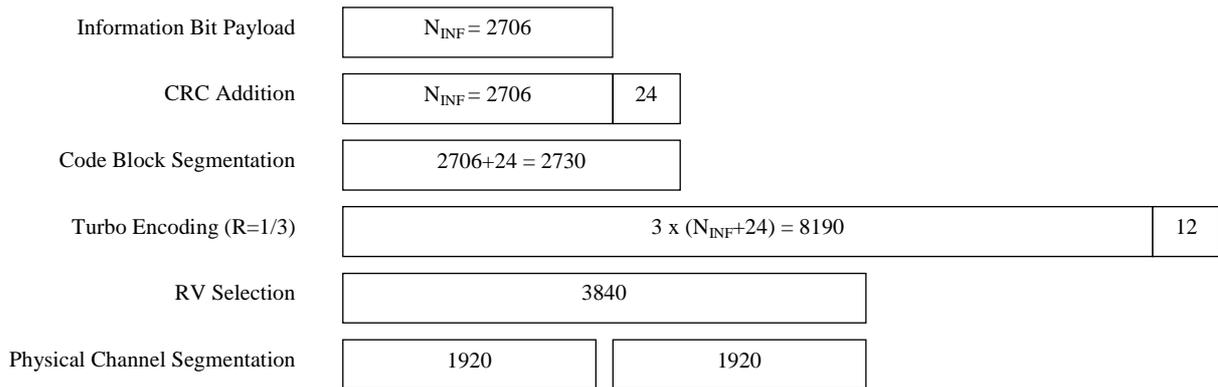 Information Bit Payload N_INF = 2706
CRC Addition N_INF = 2706 24
Code Block Segmentation 2706+24 = 2730
Turbo Encoding (R=1/3) 3 x (N_INF+24) = 8190 12
RV Selection 3840
Physical Channel Segmentation 1920 1920